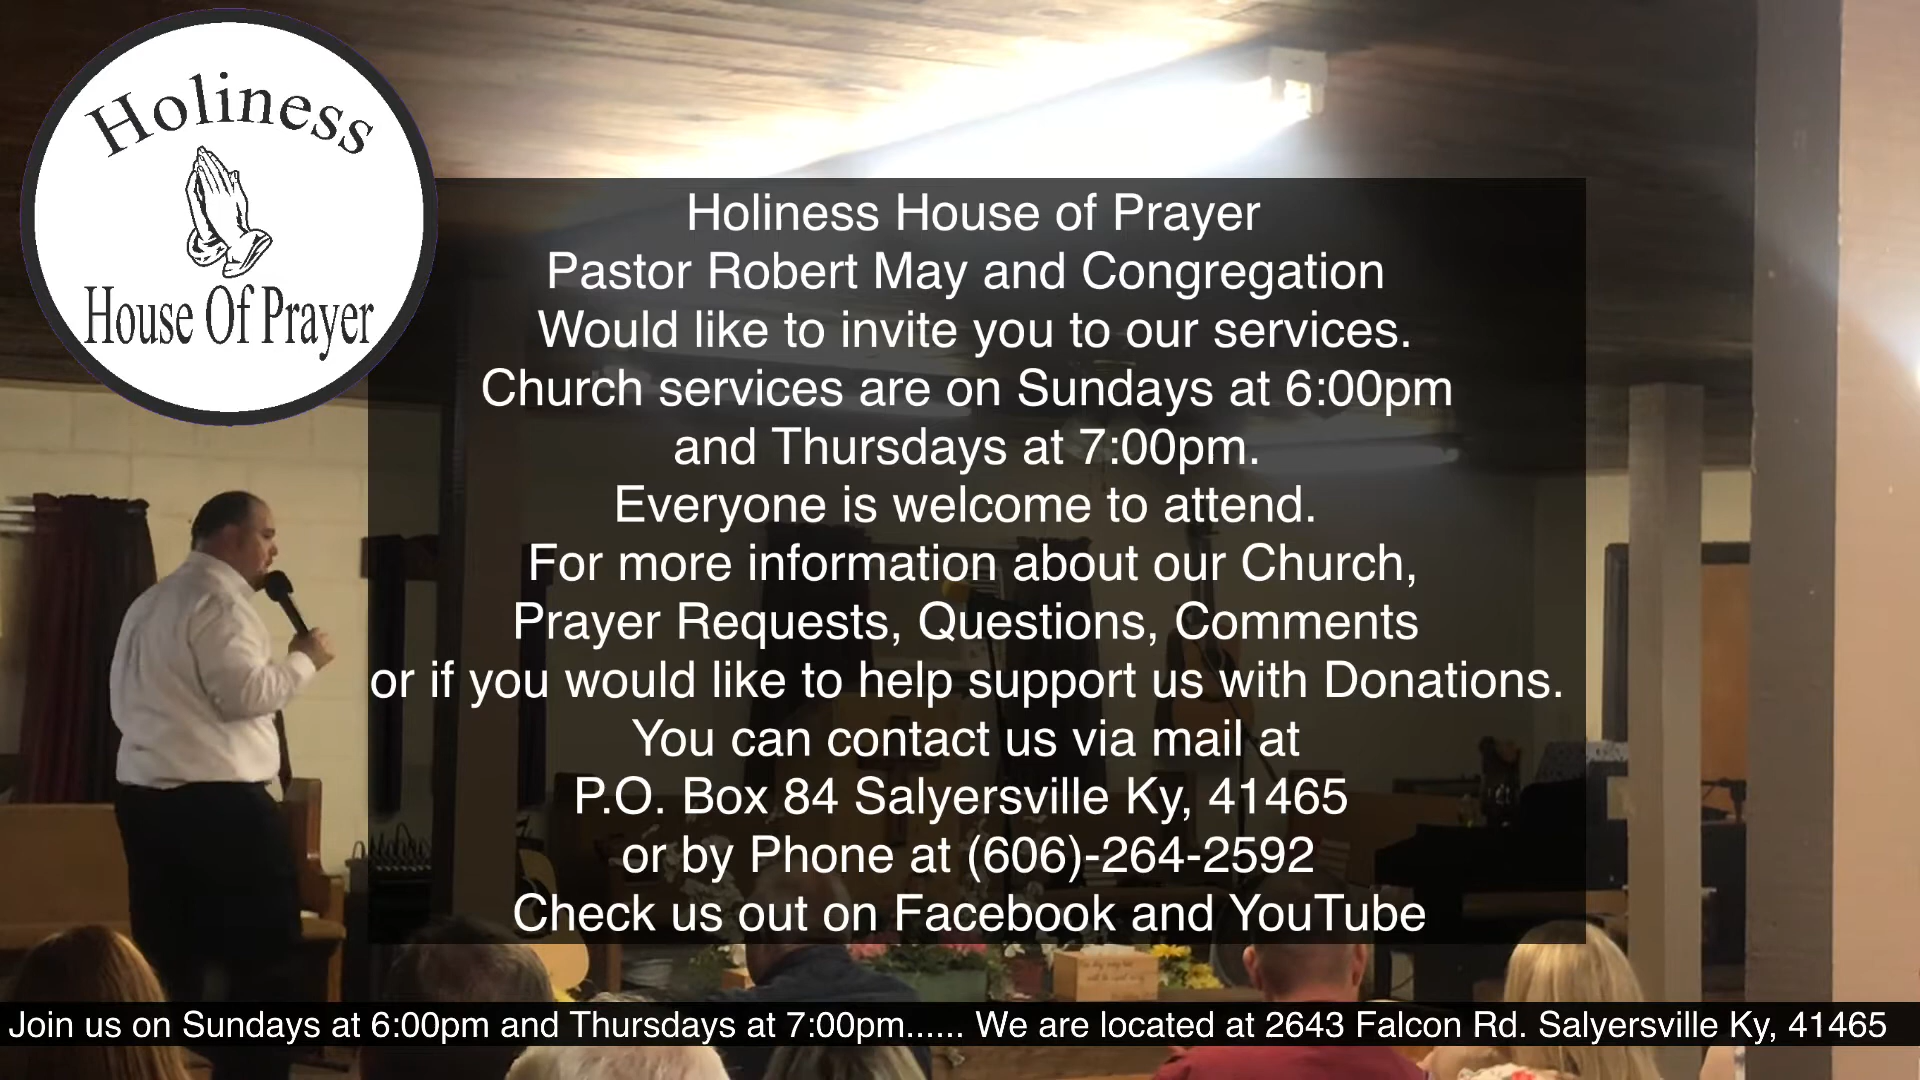 Holiness
House Of Prayer
Holiness House of Prayer
Pastor Robert May and Congregation
Would like to invite you to our services.
Church services are on Sundays at 6:00pm
and Thursdays at 7:00pm.
Everyone is welcome to attend.
For more information about our Church,
Prayer Requests, Questions, Comments
or if you would like to help support us with Donations.
You can contact us via mail at
P.O. Box 84 Salyersville Ky, 41465
or by Phone at (606)-264-2592
Check us out on Facebook and YouTube
Join us on Sundays at 6:00pm and Thursdays at 7:00pm...... We are located at 2643 Falcon Rd. Salyersville Ky, 41465